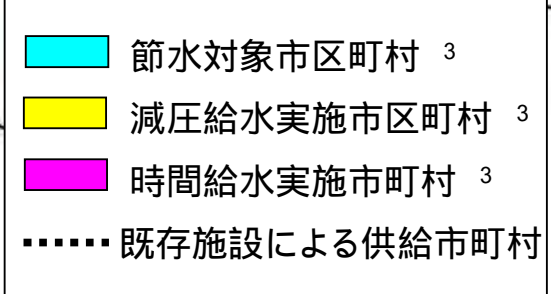 節水対象市区町村 3
減圧給水実施市区町村 3
時間給水実施市町村 3
既存施設による供給市町村